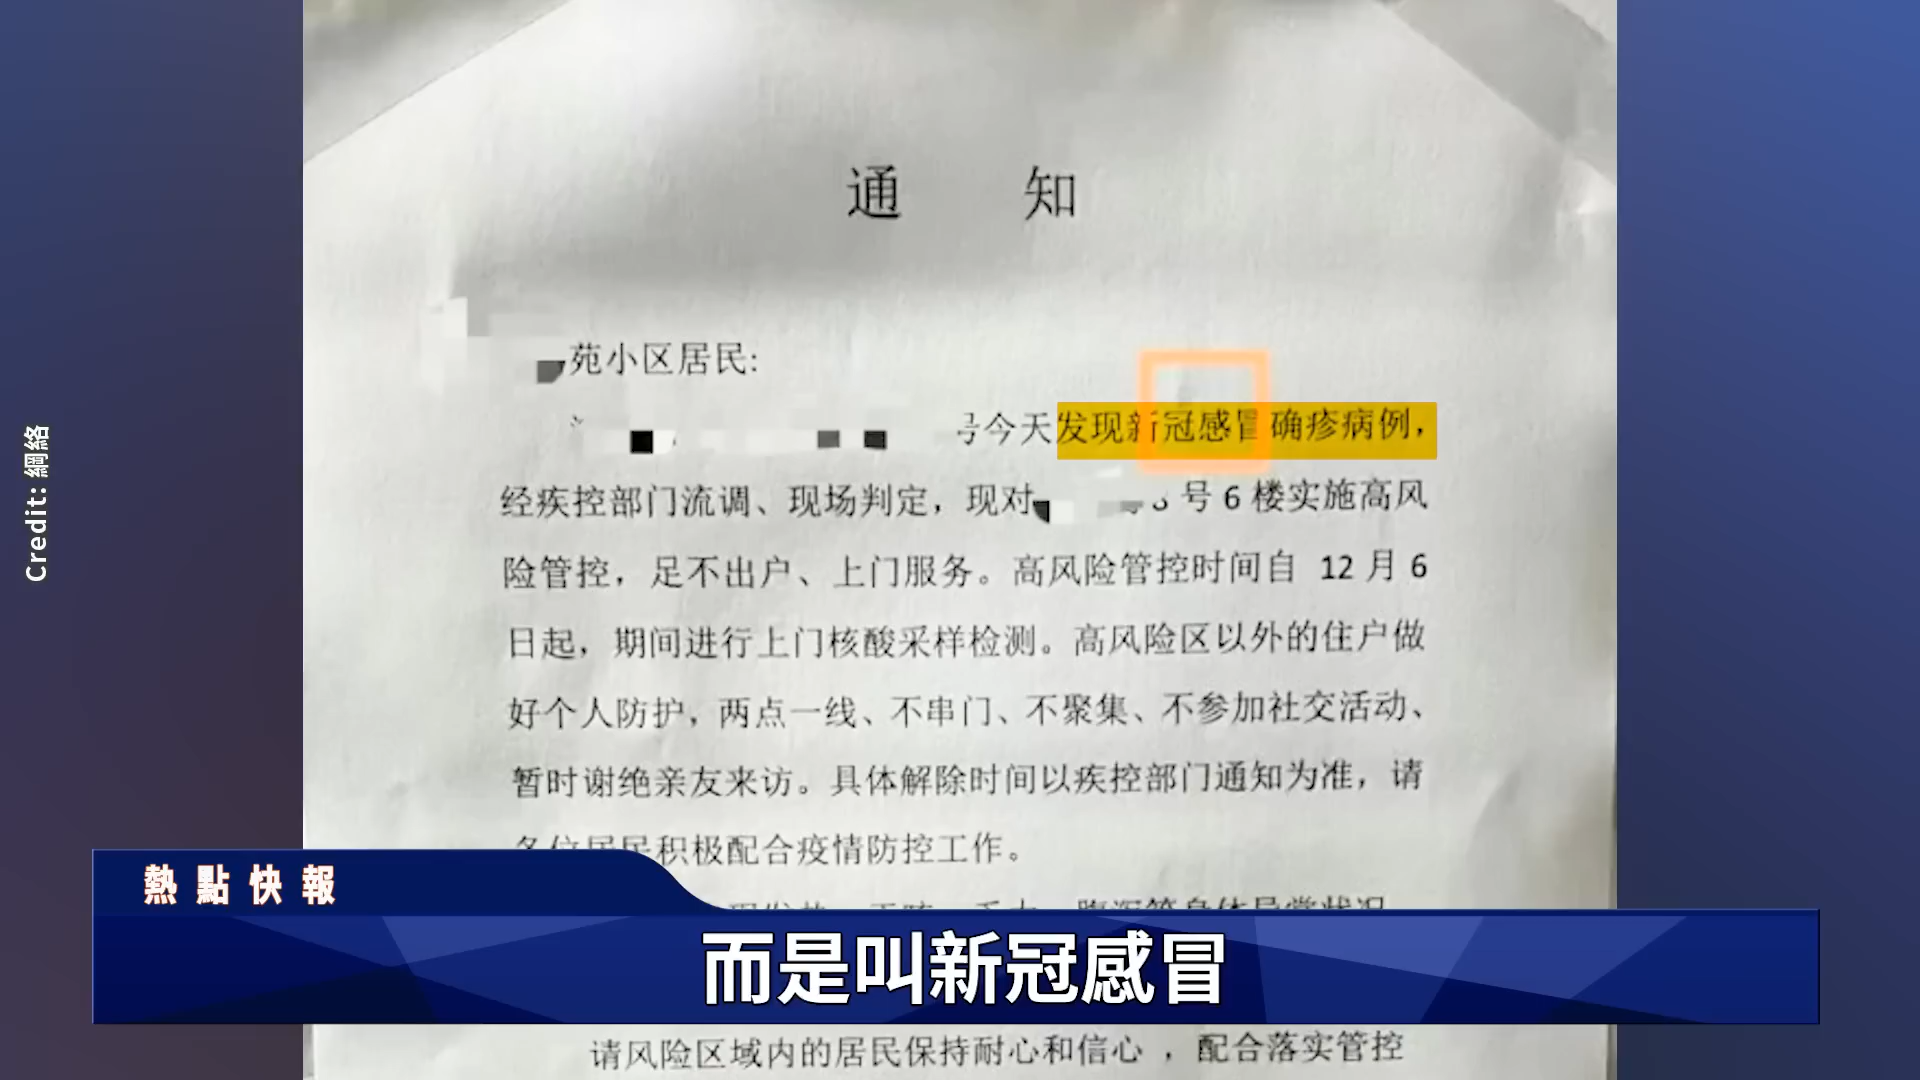 通 知
苑小区居民:
号今天发现新冠感冒确疹病例，
经疾控部门流调、现场判定，现对
号6楼实施高风
险管控，足不出户、上门服务。高风险管控时间自 12月6
日起，期间进行上门核酸采样检测。高风险区以外的住户做
好个人防护，两点一线、不串门、不聚集、不参加社交活动、
暂时谢绝亲友来访。具体解除时间以疾控部门通知为准，请
各位居民积极配合疫情防控工作。
请风险区域内的居民保持耐心和信心，配合落实管控
Credit: 網絡
熱點快報
而是叫新冠感冒